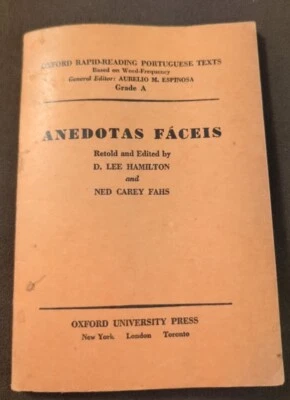 OXFORD RAPID-READING PORTUGUESE TEXTS
Based on Word-Frequency
General Editor: AURELIO M. ESPINOSA
Grade A
ANEDOTAS FÁCEIS
Retold and Edited by
D. LEE HAMILTON
and
NED CAREY FAHS
OXFORD UNIVERSITY PRESS
New York London Toronto